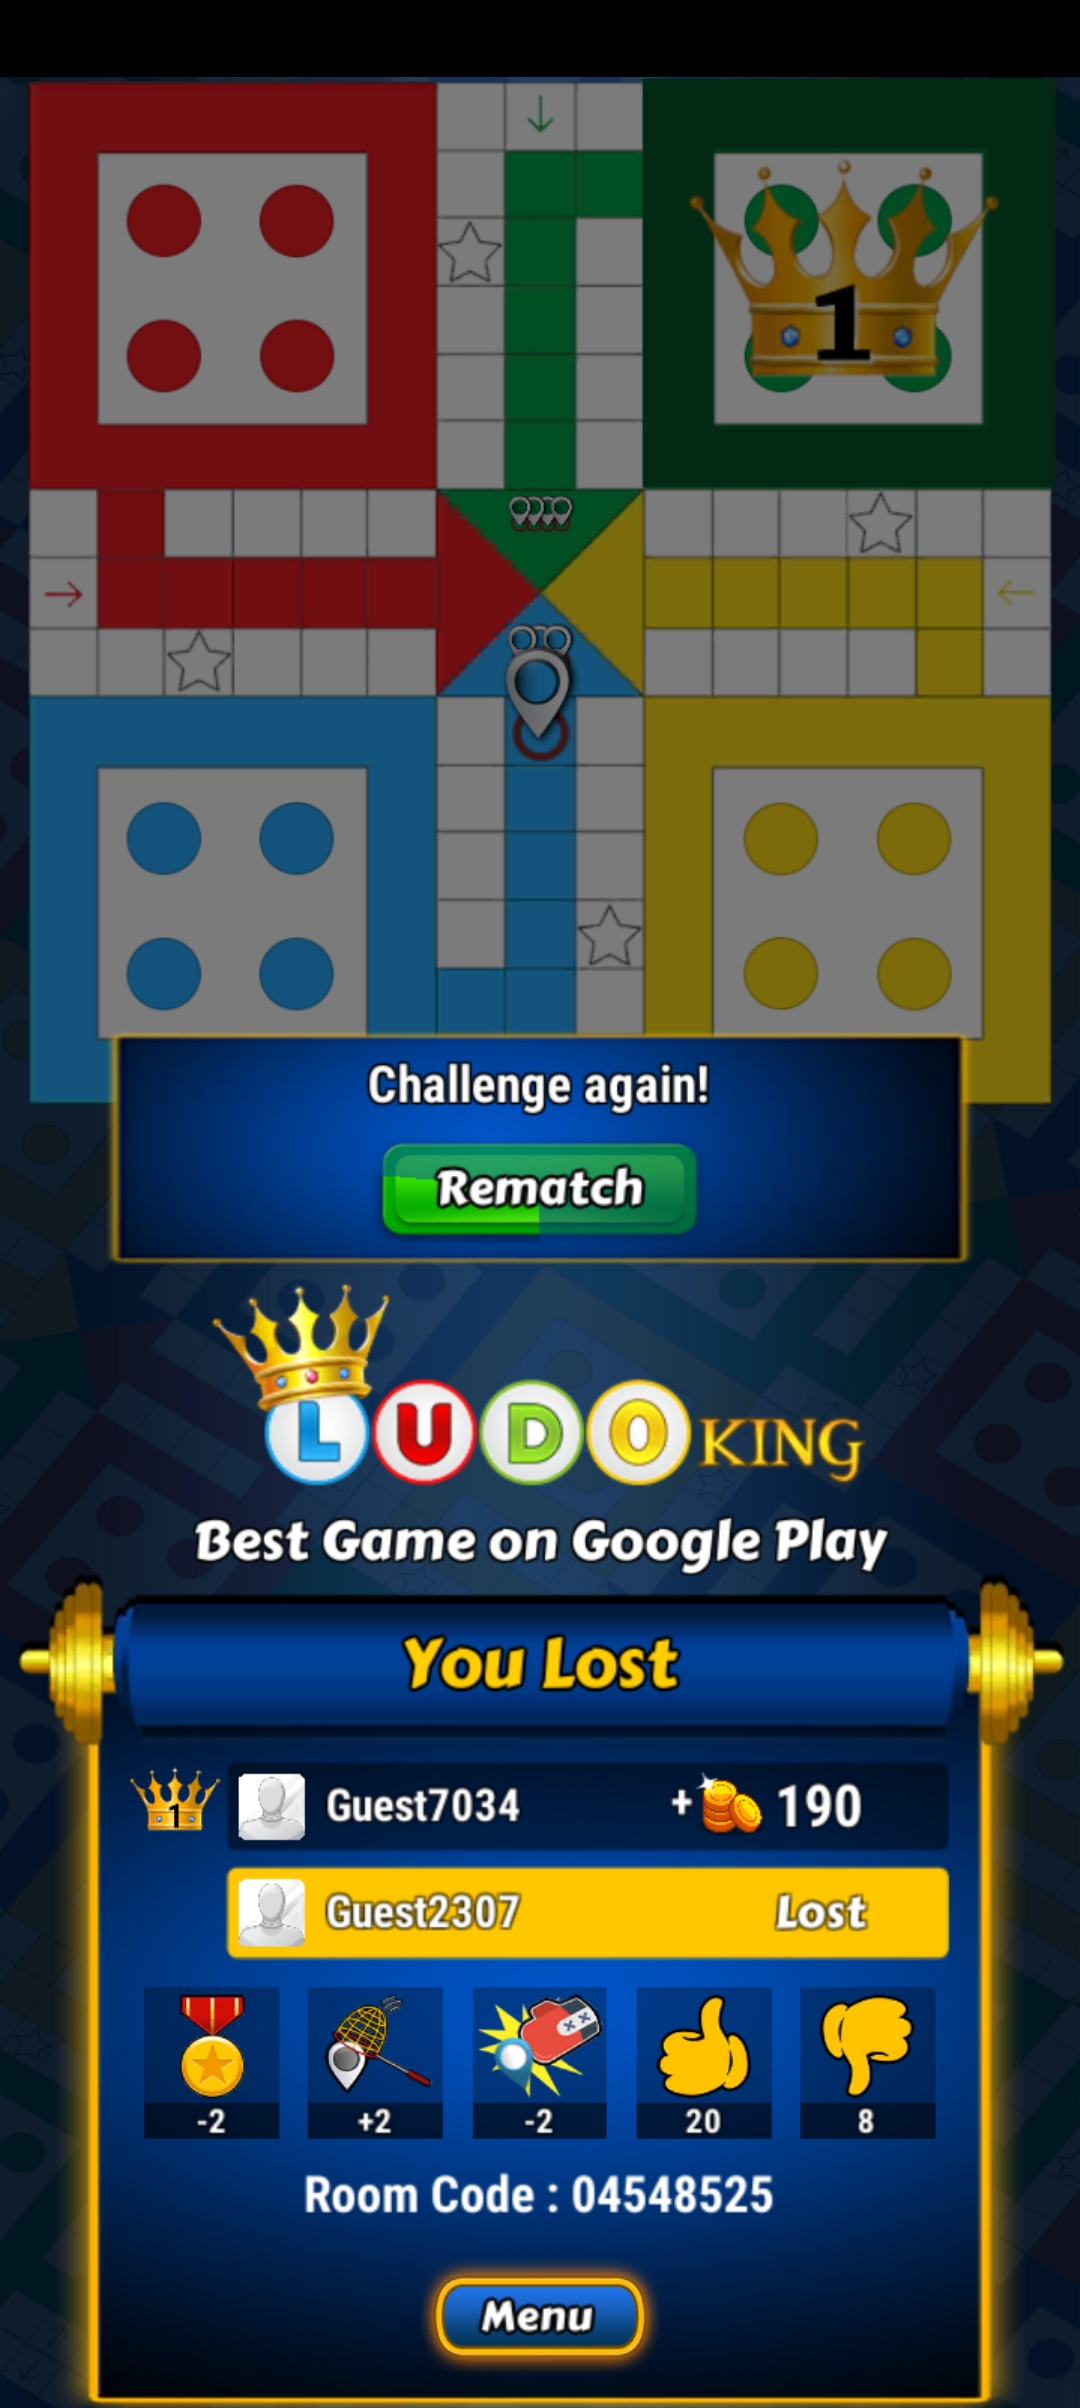 1
Challenge again!
Rematch
LUDO KING
Best Game on Google Play
You Lost
1 Guest7034 + 190
Guest2307 Lost
-2 +2 -2 20 8
Room Code : 04548525
Menu